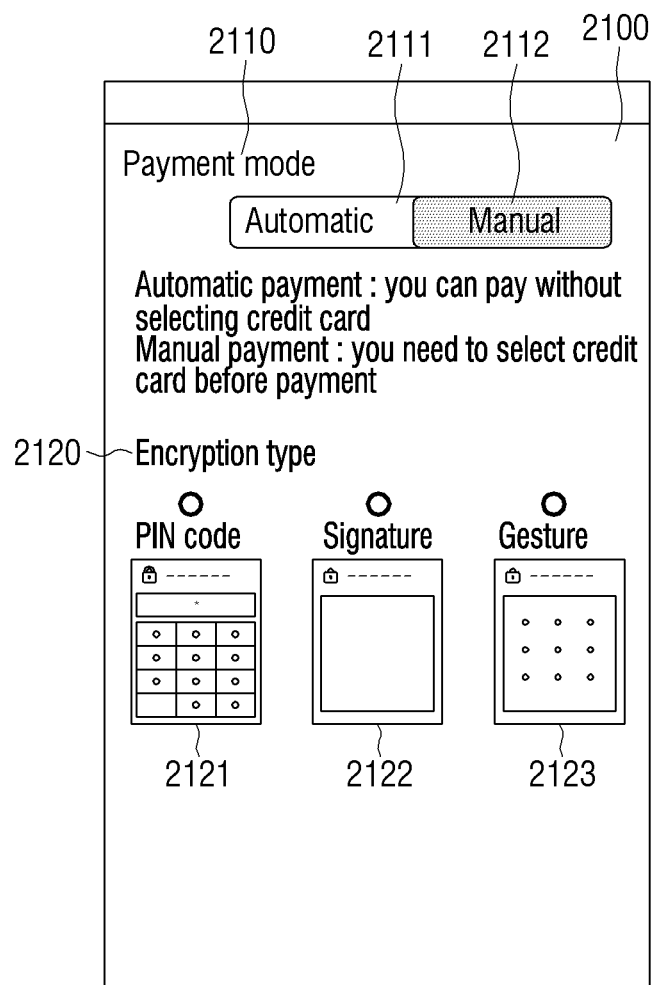 2110 2111 2112 2100
Payment mode
Automatic Manual
Automatic payment : you can pay without
selecting credit card
Manual payment : you need to select credit
card before payment
2120 Encryption type
PIN code Signature Gesture
*
2121 2122 2123